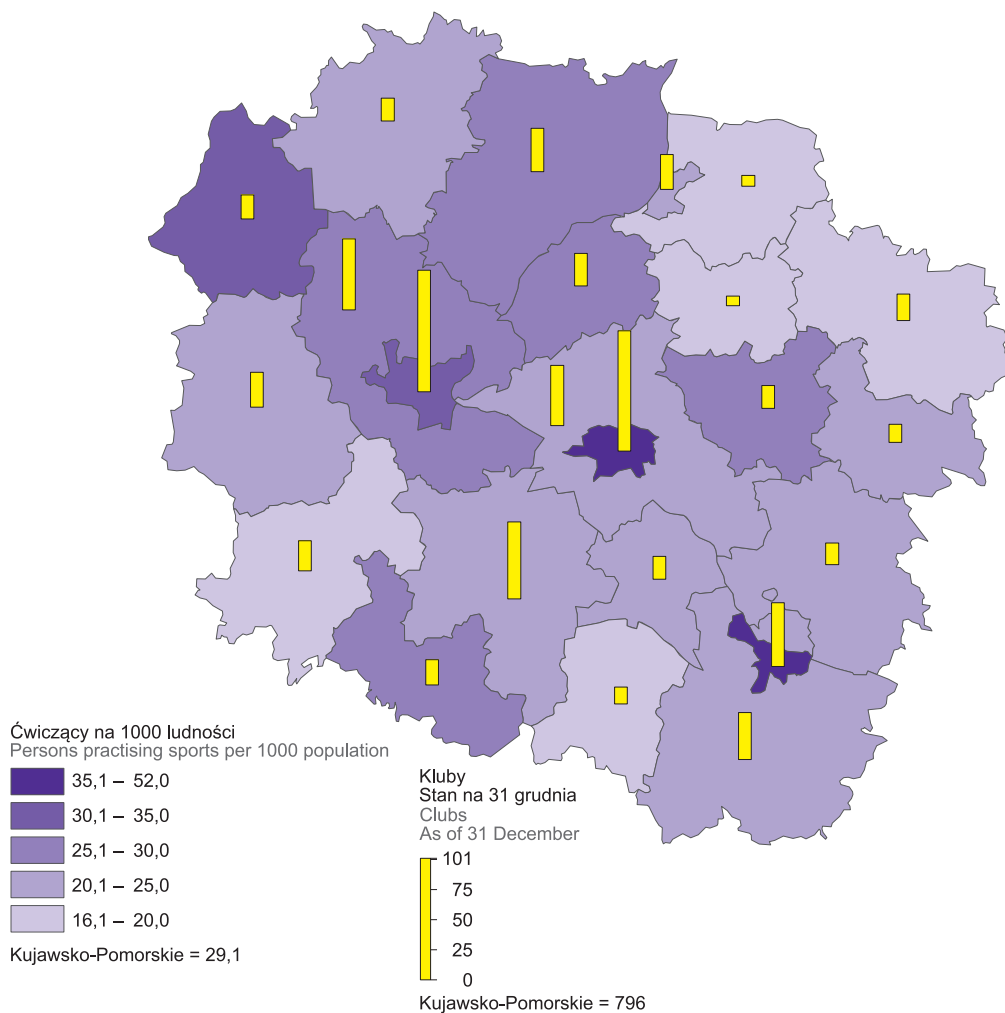 Ćwiczący na 1000 ludności
Persons practising sports per 1000 population
35,1 – 52,0
30,1 – 35,0
25,1 – 30,0
20,1 – 25,0
16,1 – 20,0
Kujawsko-Pomorskie = 29,1
Kluby
Stan na 31 grudnia
Clubs
As of 31 December
101
75
50
25
0
Kujawsko-Pomorskie = 796